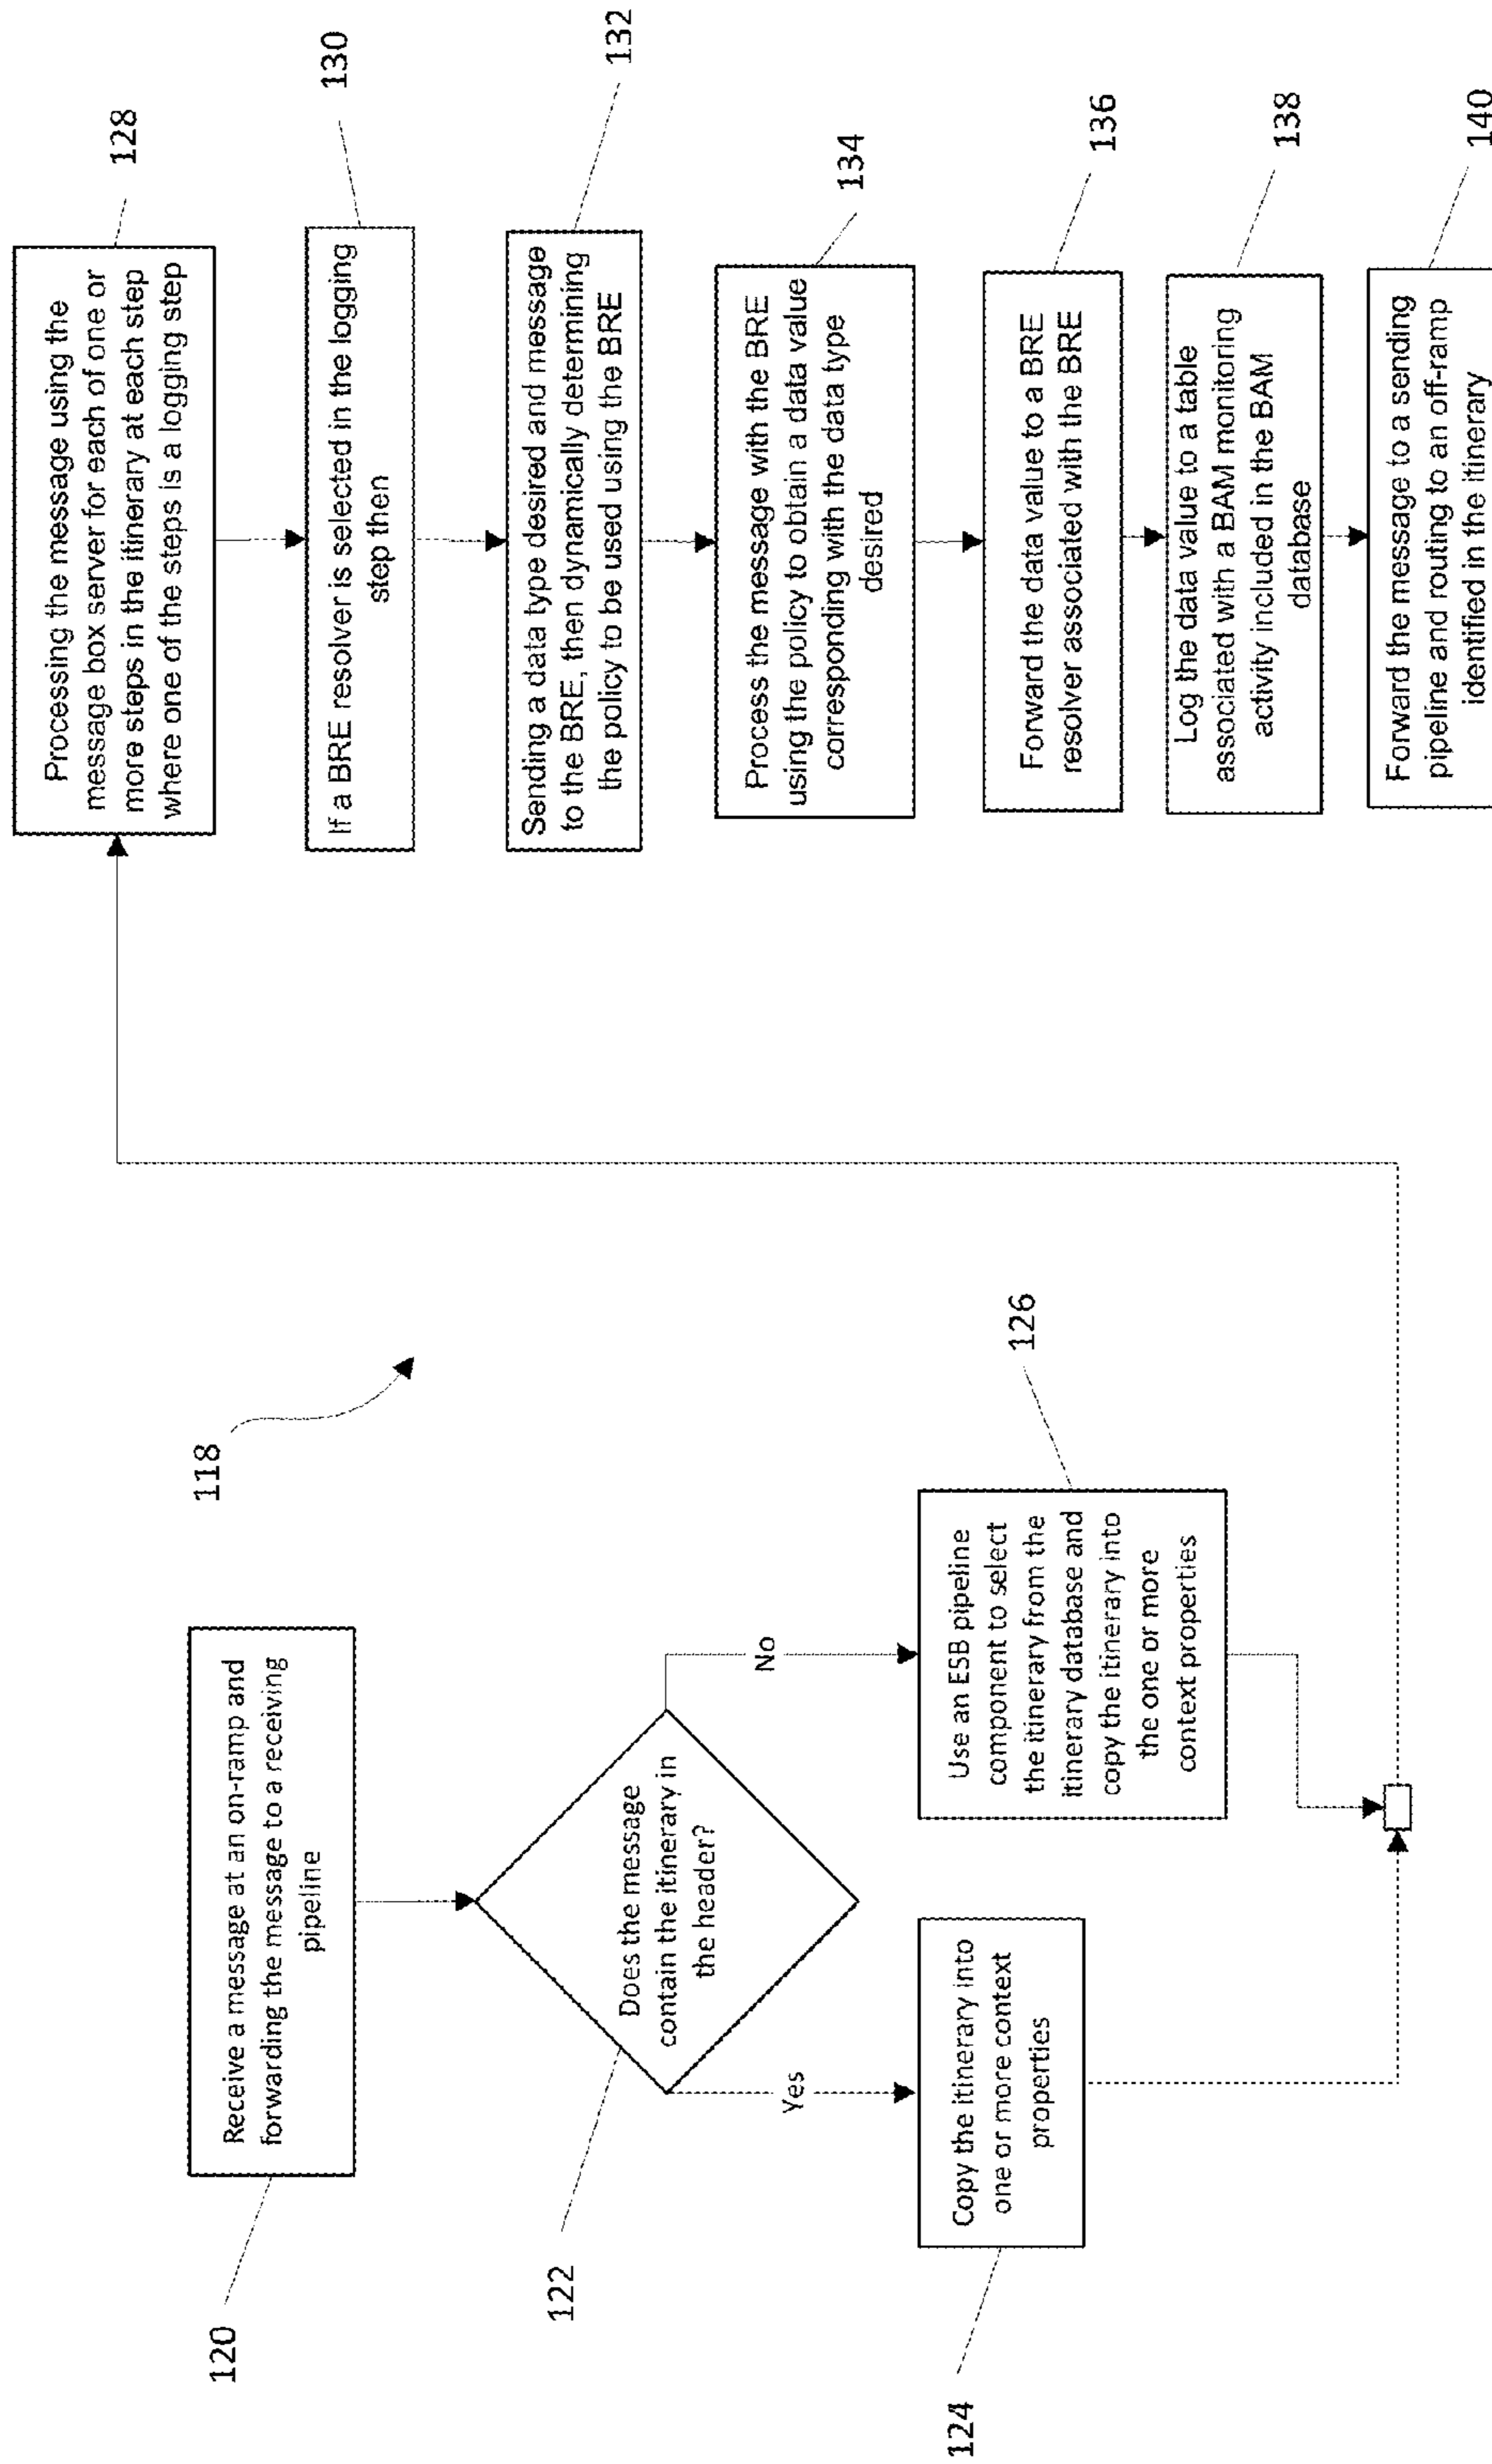 118
120
Receive a message at an on-ramp and
forwarding the message to a receiving
pipeline
122
Does the message
contain the itinerary in
the header?
Yes
No
124
Copy the itinerary into
one or more context
properties
126
Use an ESB pipeline
component to select
the itinerary from the
itinerary database and
copy the itinerary into
the one or more
context properties
128
Processing the message using the
message box server for each of one or
more steps in the itinerary at each step
where one of the steps is a logging step
130
If a BRE resolver is selected in the logging
step then
132
Sending a data type desired and message
to the BRE, then dynamically determining
the policy to be used using the BRE
134
Process the message with the BRE
using the policy to obtain a data value
corresponding with the data type
desired
136
Forward the data value to a BRE
resolver associated with the BRE
138
Log the data value to a table
associated with a BAM monitoring
activity included in the BAM
database
140
Forward the message to a sending
pipeline and routing to an off-ramp
identified in the itinerary